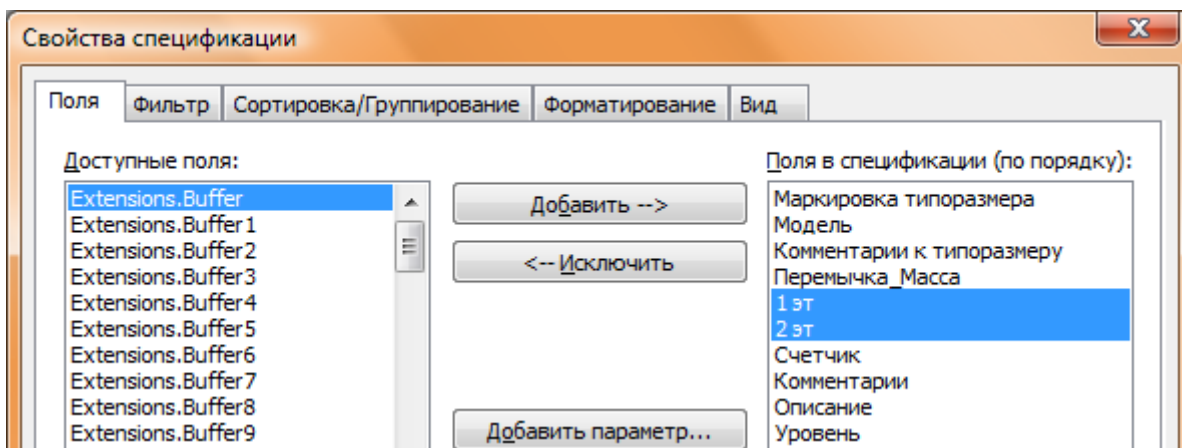 Свойства спецификации
Поля Фильтр Сортировка/Группирование Форматирование Вид
Доступные поля:
Extensions.Buffer
Extensions.Buffer1
Extensions.Buffer2
Extensions.Buffer3
Extensions.Buffer4
Extensions.Buffer5
Extensions.Buffer6
Extensions.Buffer7
Extensions.Buffer8
Extensions.Buffer9
Добавить -->
<-- Исключить
Добавить параметр...
Поля в спецификации (по порядку):
Маркировка типоразмера
Модель
Комментарии к типоразмеру
Перемычка_Масса
1 эт
2 эт
Счетчик
Комментарии
Описание
Уровень